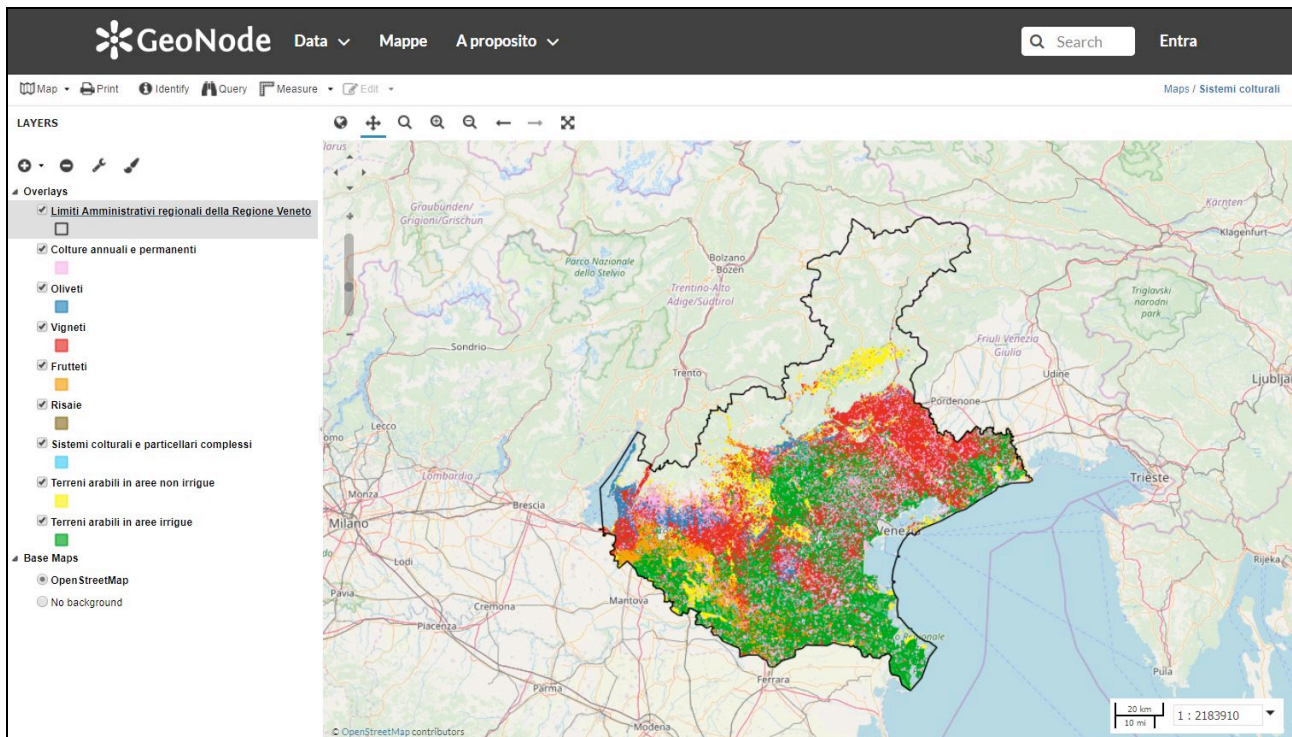 GeoNode Data Mappe A proposito Search Entra
Map Print Identify Query Measure Edit Maps / Sistemi colturali
LAYERS
Overlays
Limiti Amministrativi regionali della Regione Veneto
Colture annuali e permanenti
Oliveti
Vigneti
Frutteti
Risaie
Sistemi colturali e particellari complessi
Terreni arabili in aree non irrigue
Terreni arabili in aree irrigue
Base Maps
OpenStreetMap
No background
larus
Graubünden/
Grigioni/Grischun
Kärnten
Klagenfurt
Parco Nazionale
dello Stelvio
Bolzano
- Bozen
Trentino-Alto
Adige/Südtirol
Triglavski
narodni
park
Sondrio
Friuli Venezia
Giulia
Trento
Udine
Ljublja
Pordenone
Lecco
omo
Lombardia
Monza
Brescia
Trieste
Milano
Lodi
Rijeka
Pavia
Cremona
Mantova
Piacenza
Ferrara
Pula
Parma
Modena
20 km
10 mi
1 : 2183910
© OpenStreetMap contributors